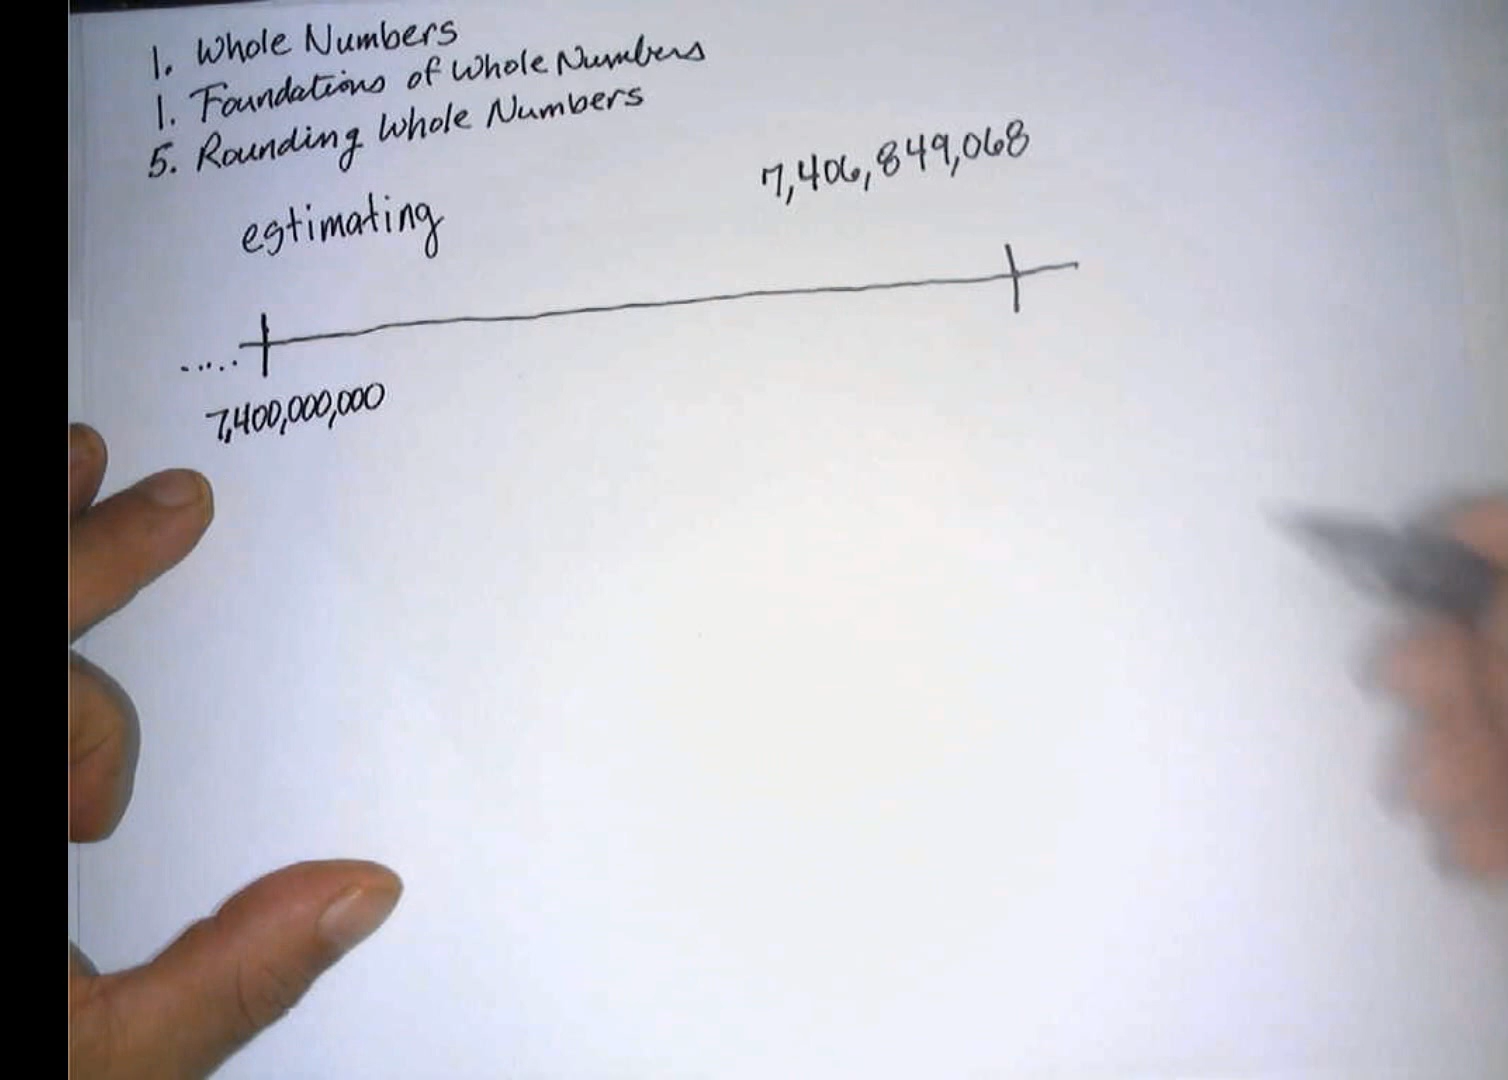 1. Whole Numbers
1. Foundations of Whole Numbers
5. Rounding Whole Numbers
estimating
7,406,849,068
.....
7,400,000,000